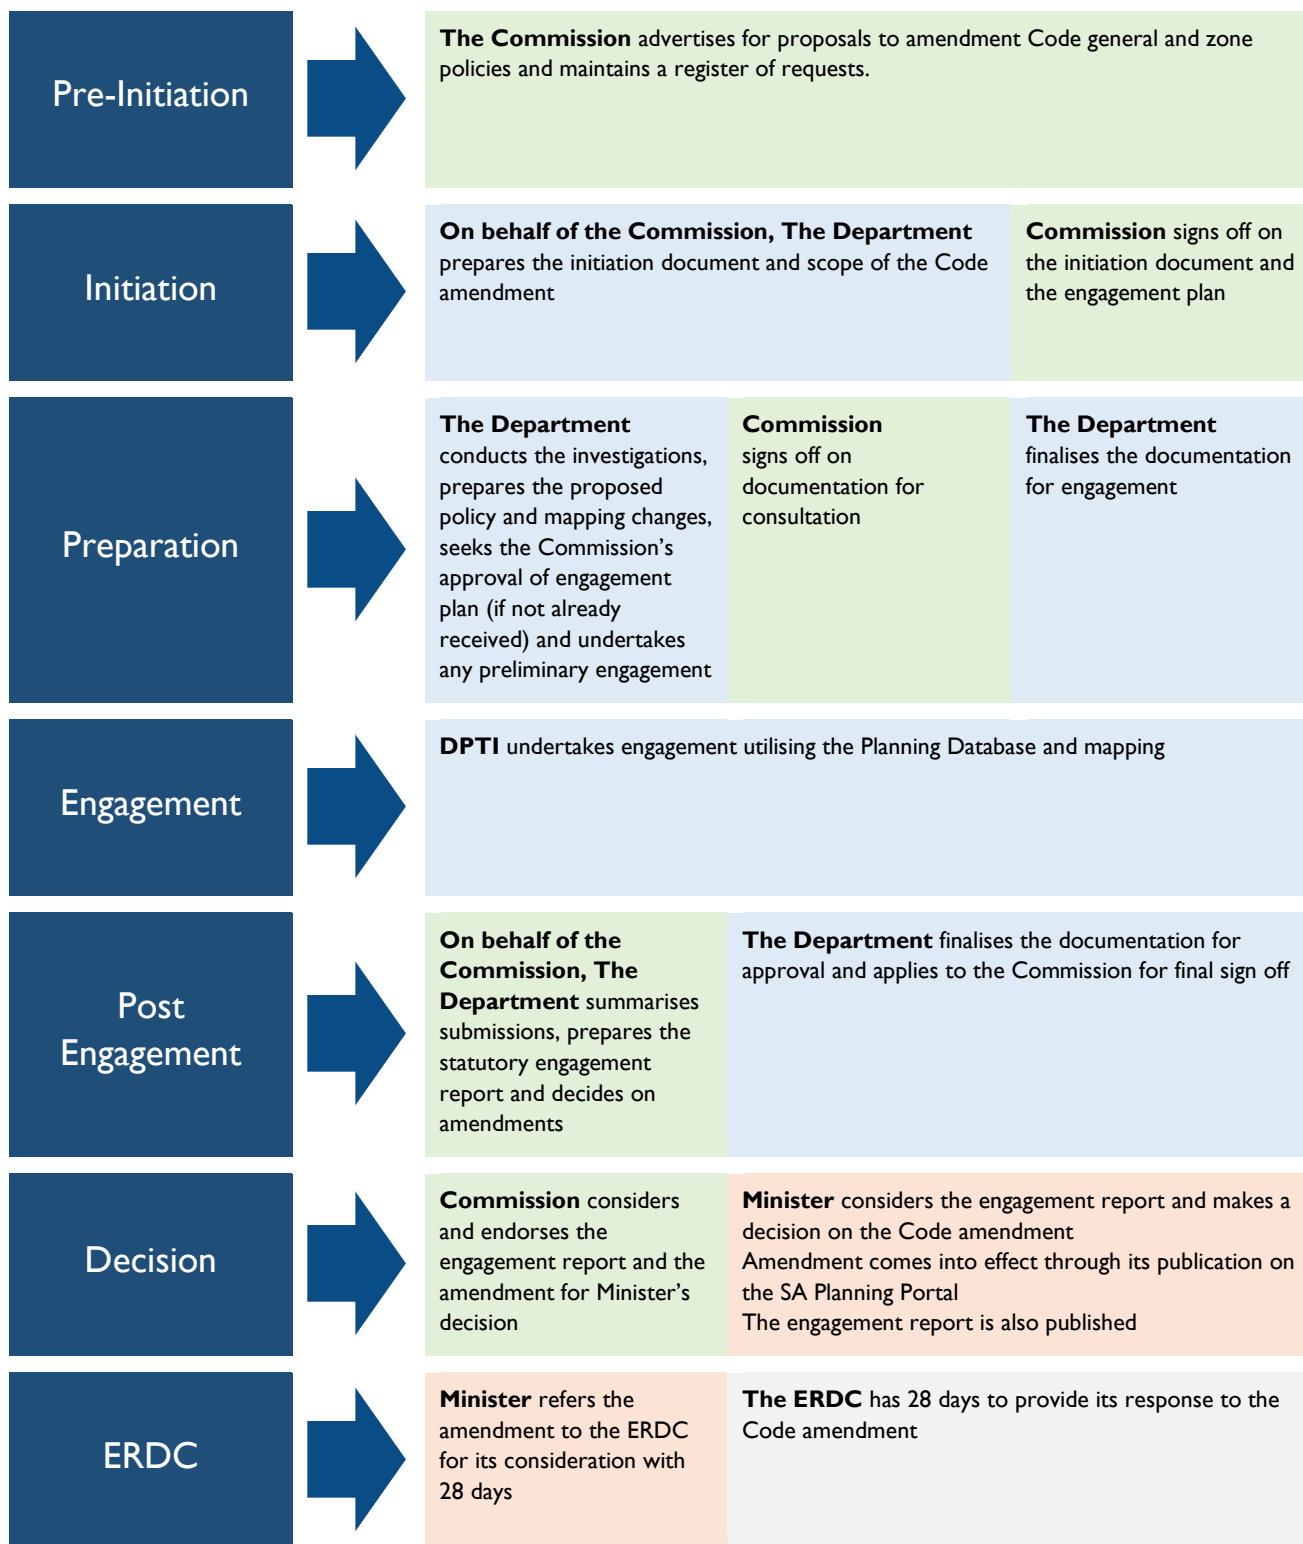 Pre-Initiation
The Commission advertises for proposals to amendment Code general and zone
policies and maintains a register of requests.
Initiation
On behalf of the Commission, The Department
prepares the initiation document and scope of the Code
amendment
Commission signs off on
the initiation document and
the engagement plan
Preparation
The Department
conducts the investigations,
prepares the proposed
policy and mapping changes,
seeks the Commission's
approval of engagement
plan (if not already
received) and undertakes
any preliminary engagement
Commission
signs off on
documentation for
consultation
The Department
finalises the documentation
for engagement
Engagement
DPTI undertakes engagement utilising the Planning Database and mapping
Post
Engagement
On behalf of the
Commission, The
Department summarises
submissions, prepares the
statutory engagement
report and decides on
amendments
The Department finalises the documentation for
approval and applies to the Commission for final sign off
Decision
Commission considers
and endorses the
engagement report and the
amendment for Minister's
decision
Minister considers the engagement report and makes a
decision on the Code amendment
Amendment comes into effect through its publication on
the SA Planning Portal
The engagement report is also published
ERDC
Minister refers the
amendment to the ERDC
for its consideration with
28 days
The ERDC has 28 days to provide its response to the
Code amendment